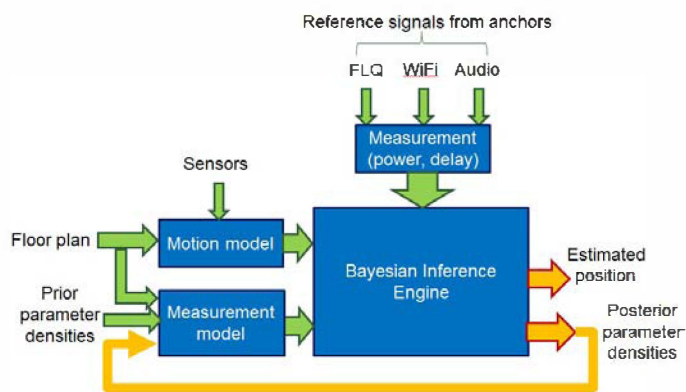 Reference signals from anchors
FLQ WiFi Audio
Measurement
(power, delay)
Sensors
Floor plan
Motion model
Bayesian Inference
Engine
Estimated
position
Prior
parameter
densities
Measurement
model
Posterior
parameter
densities